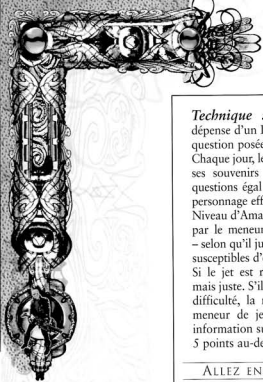 Technique
dépense d'un
question posée
Chaque jour, le
ses souvenirs
questions égal
personnage eff
Niveau d'Ama
par le meneur
– selon qu'il ju
susceptibles d'
Si le jet est r
mais juste. S'il
difficulté, la r
meneur de je
information su
5 points au-de
ALLEZ EN